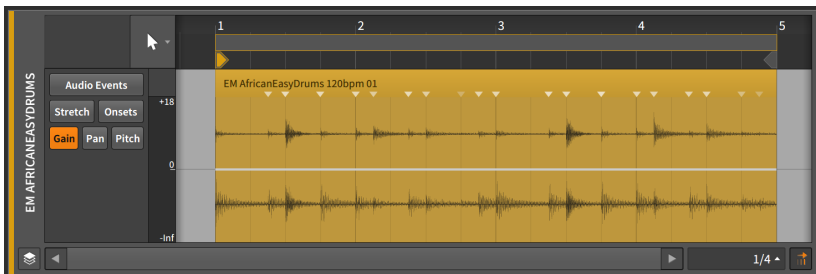 1 2 3 4 5
EM AFRICANEASYDRUMS
Audio Events
Stretch Onsets
Gain Pan Pitch
+18
0
-Inf
EM AfricanEasyDrums 120bpm 01
1/4